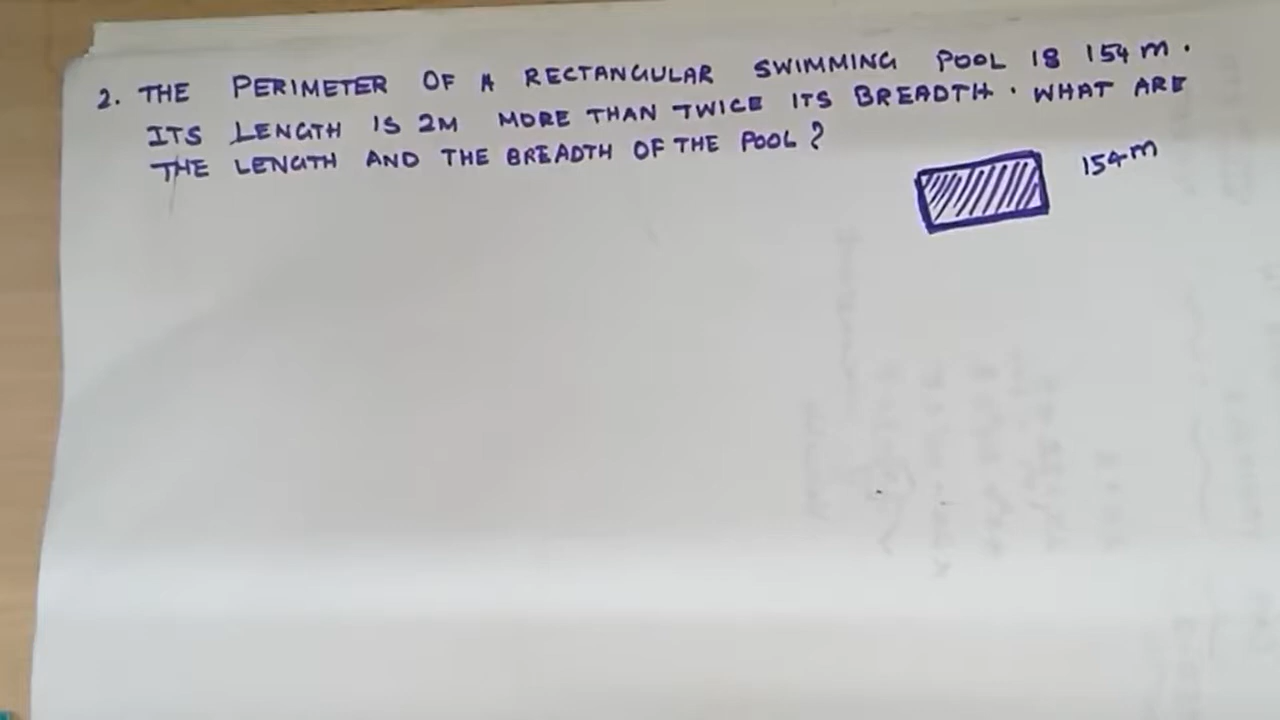 2. THE PERIMETER OF A RECTANGULAR SWIMMING POOL IS 154 m.
ITS LENGTH IS 2M MORE THAN TWICE ITS BREADTH. WHAT ARE
THE LENGTH AND THE BREADTH OF THE POOL?
154m